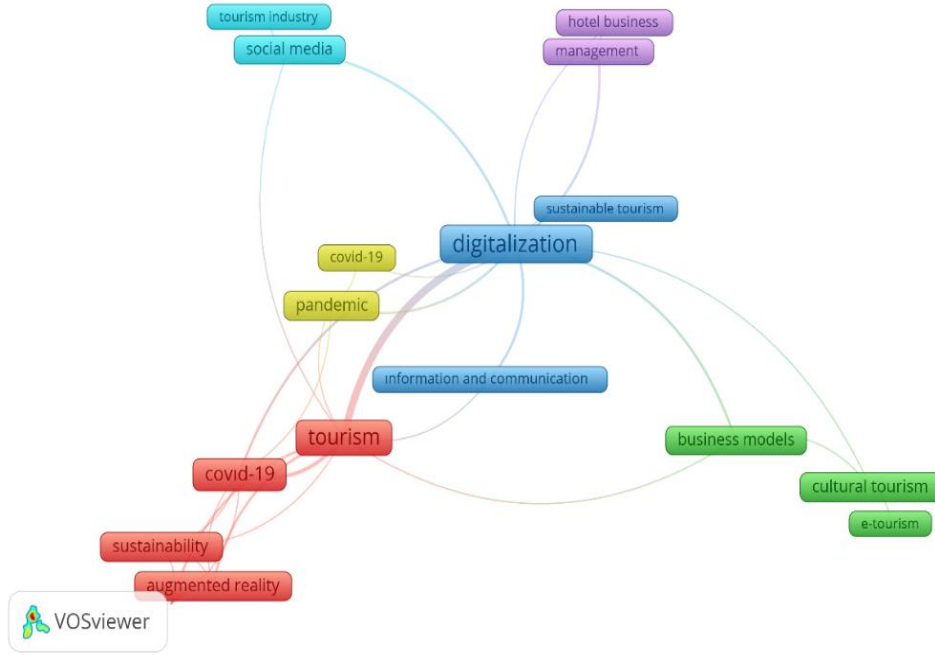 tourism industry
hotel business
social media
management
sustainable tourism
digitalization
covid-19
pandemic
information and communication
tourism
business models
covid-19
cultural tourism
e-tourism
sustainability
augmented reality
VOSviewer